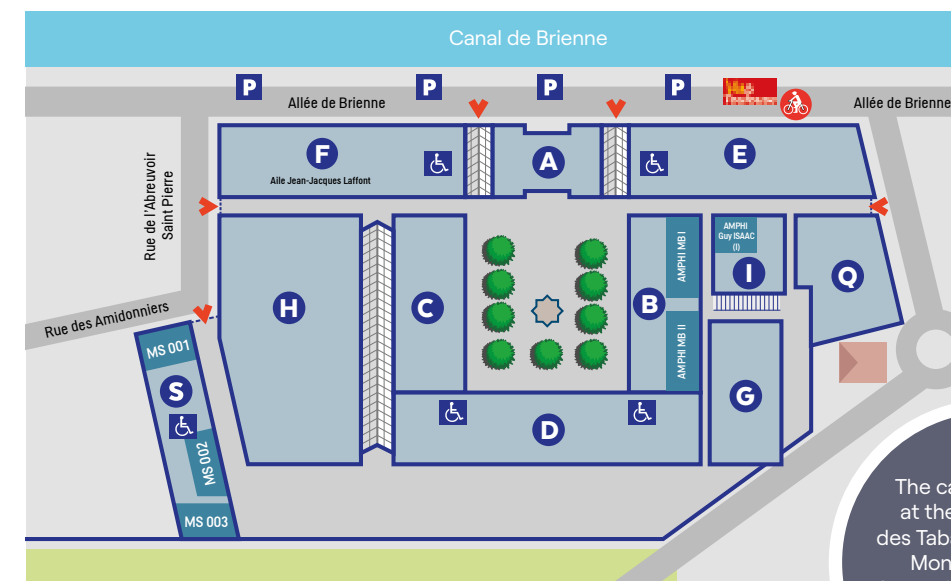 Canal de Brienne
P
P
P
P
Allée de Brienne
Allée de Brienne
F
Aile Jean-Jacques Laffont
A
E
Rue de l'Abreuvoir
Saint Pierre
Rue des Amidonniers
H
C
B
AMPHI MB I
AMPHI MB II
AMPHI
Guy ISAAC
(I)
I
Q
G
D
MS 001
S
MS 002
MS 003
The ca
at the
des Tab
Mon